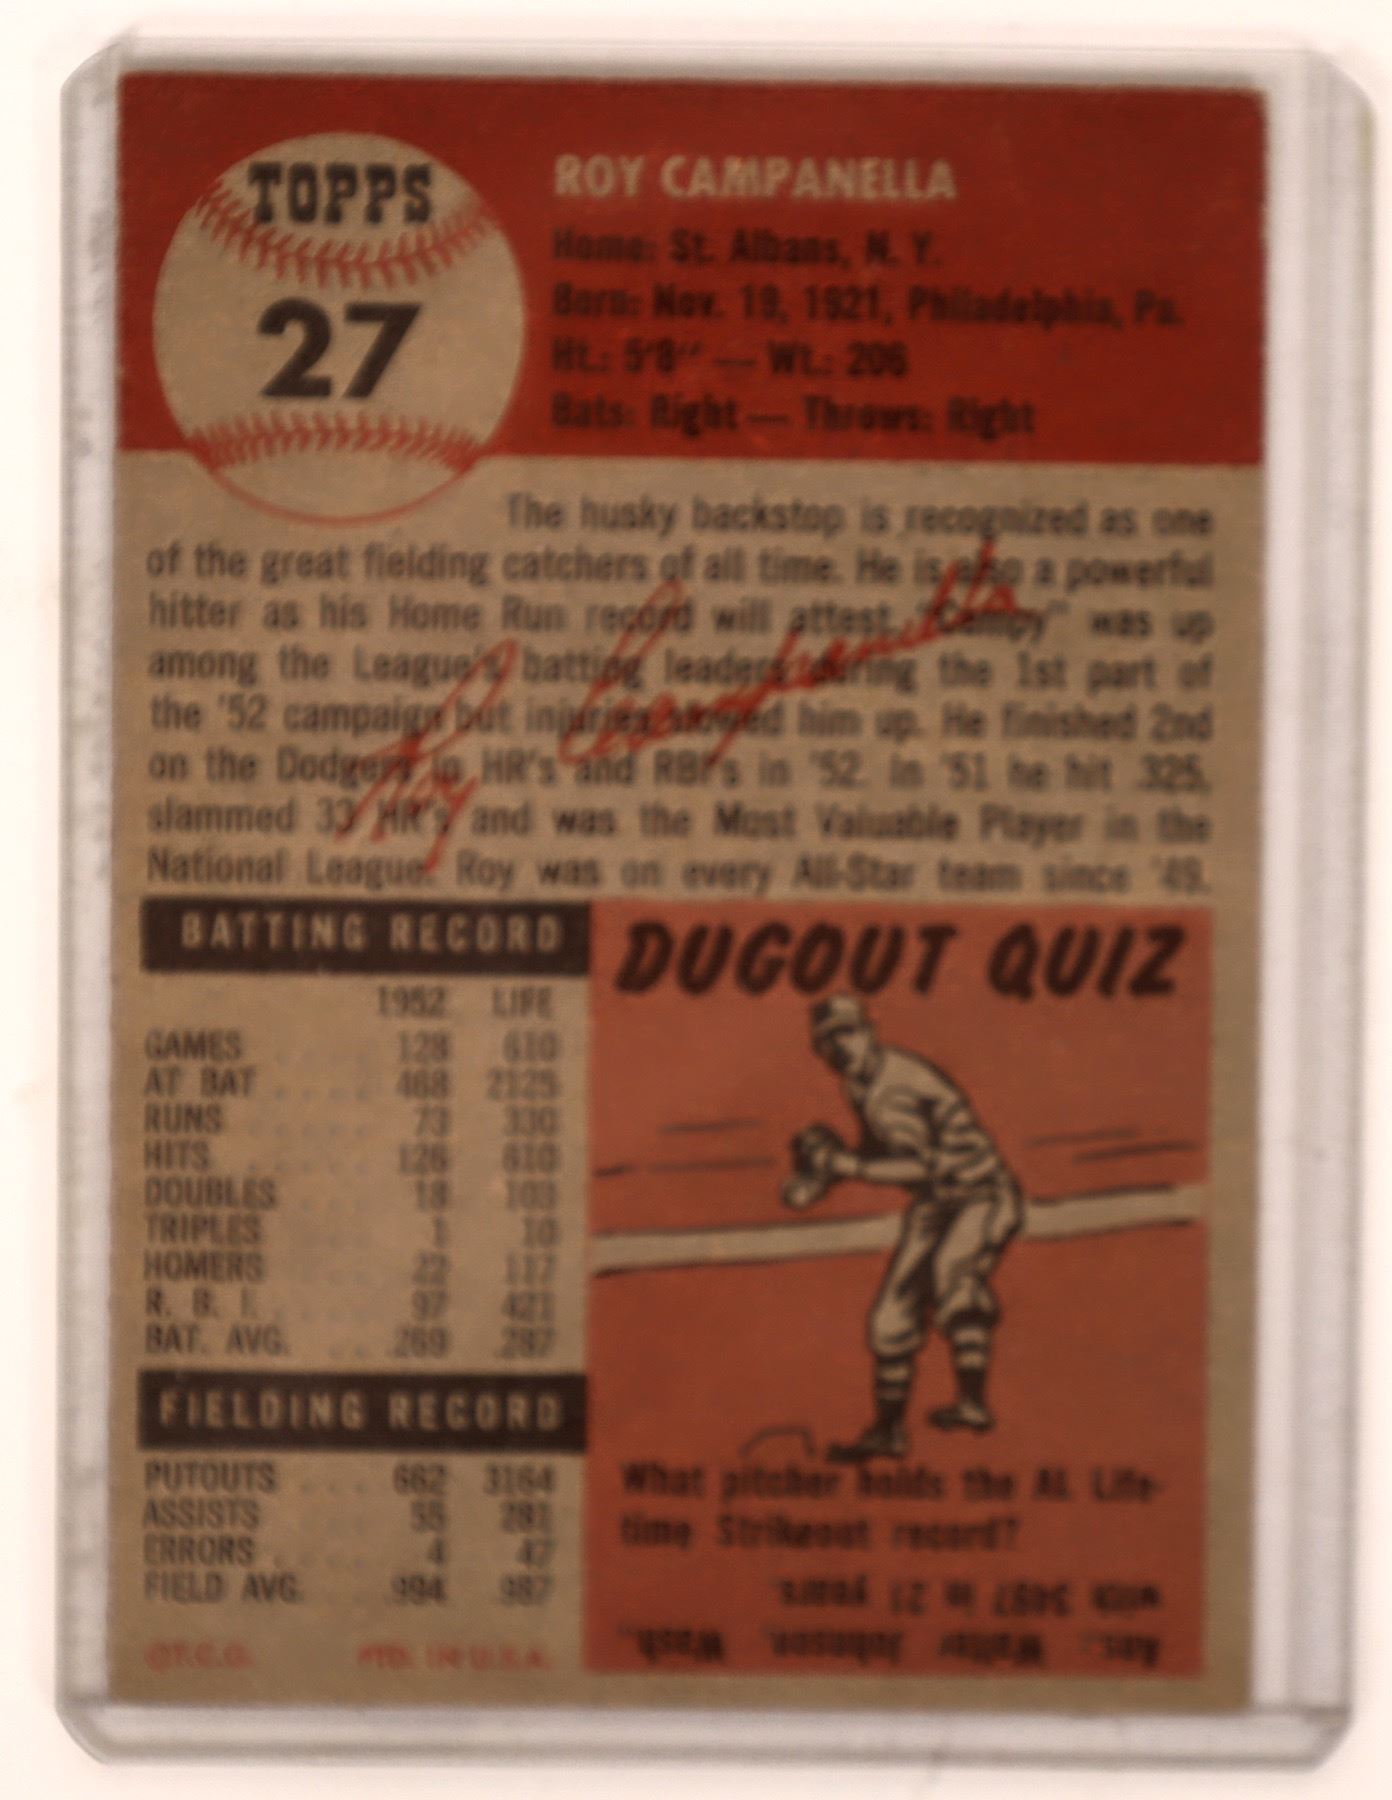 TOPPS
27
ROY CAMPANELLA
Home: St. Albans, N. Y.
Born: Nov. 19, 1921, Philadelphia, Pa.
Ht.: 5'8" — Wt.: 206
Bats: Right — Throws: Right
The husky backstop is recognized as one
of the great fielding catchers of all time. He is also a powerful
hitter as his Home Run record will attest. "Campy" was up
among the League's batting leaders during the 1st part of
the '52 campaign but injuries slowed him up. He finished 2nd
on the Dodgers in HR's and RBI's in '52. In '51 he hit .325,
slammed 33 HR's and was the Most Valuable Player in the
National League. Roy was on every All-Star team since '49.
Roy Campanella
BATTING RECORD
1952 LIFE
GAMES 128 610
AT BAT 468 2125
RUNS 73 330
HITS 126 610
DOUBLES 18 103
TRIPLES 1 10
HOMERS 22 117
R. B. I. 97 421
BAT. AVG. .269 .287
FIELDING RECORD
PUTOUTS 662 3164
ASSISTS 55 281
ERRORS 4 47
FIELD AVG. .994 .987
©T.C.G. PTD. IN U.S.A.
DUGOUT QUIZ
What pitcher holds the AL Life-
time Strikeout record?
Ans: Walter Johnson, Wash.,
with 3497 in 21 years.